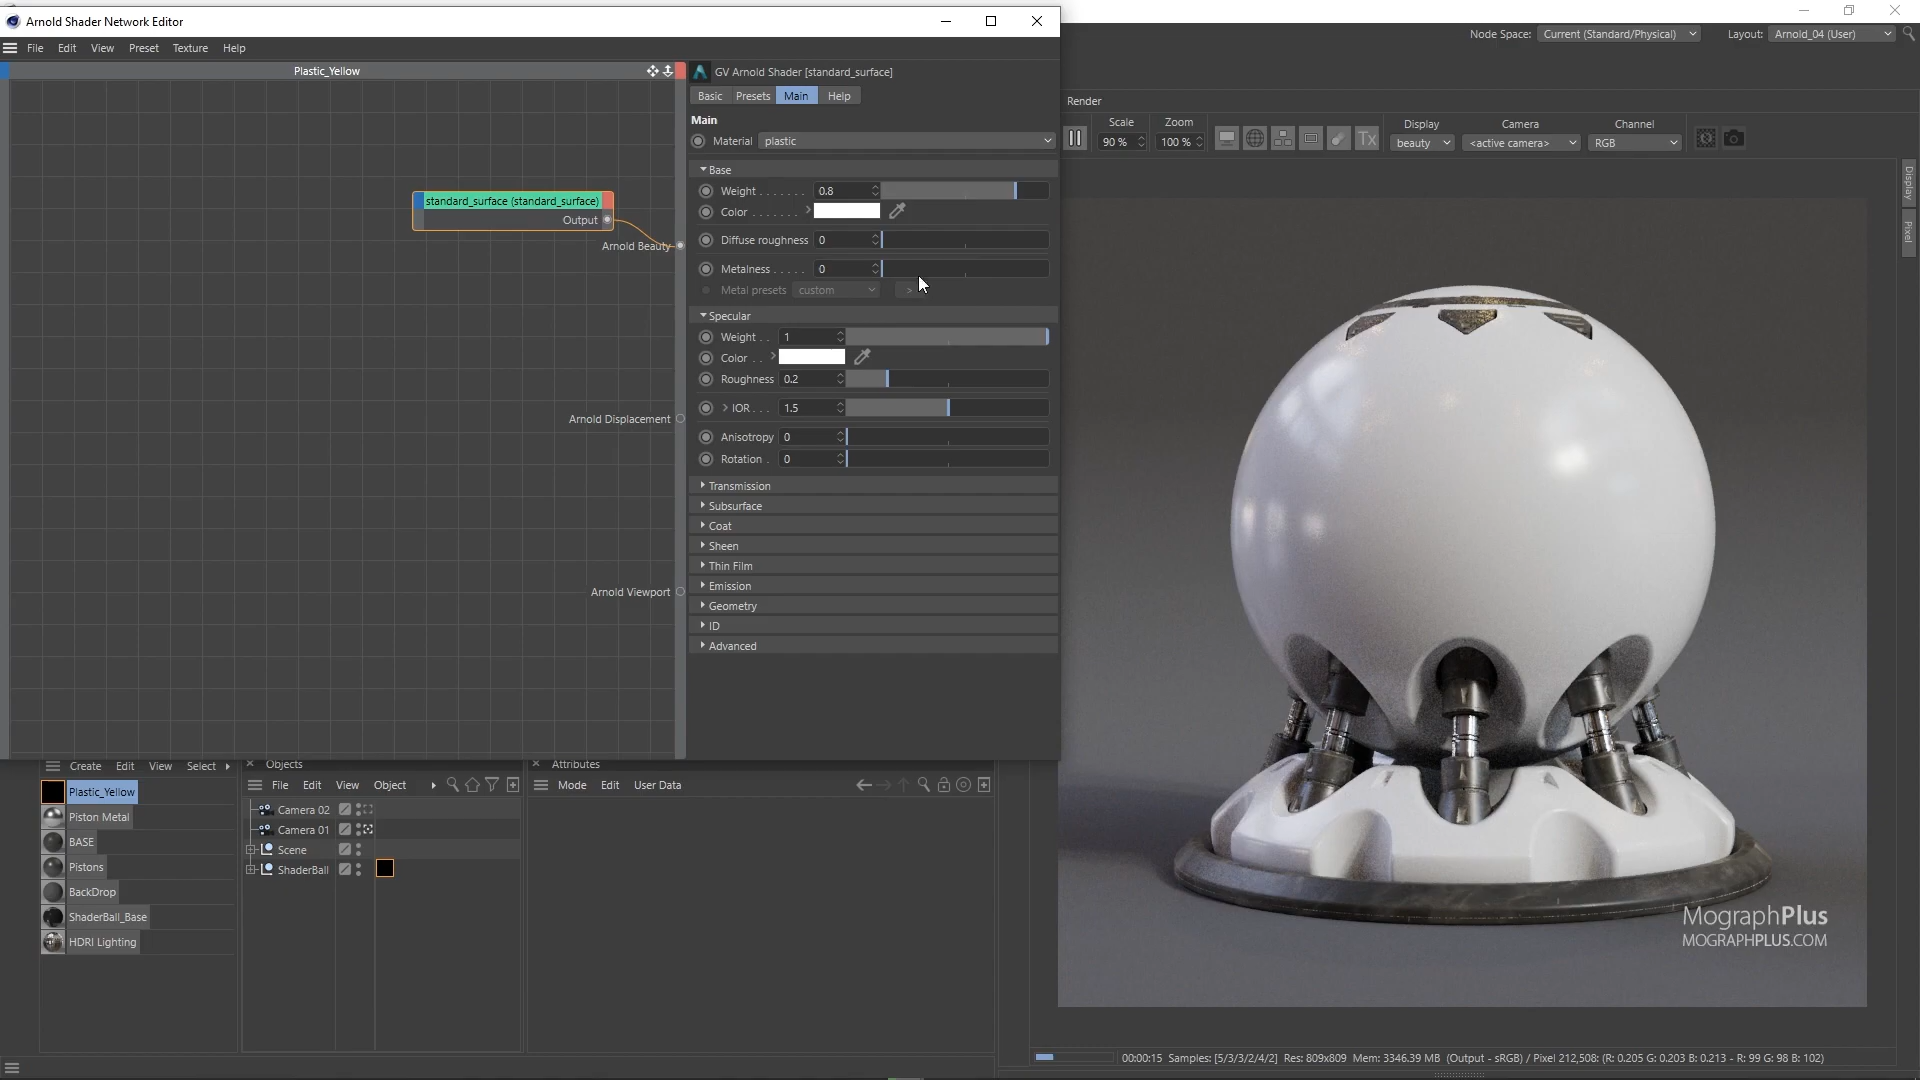 Arnold Shader Network Editor
File Edit View Preset Texture Help
Plastic_Yellow
standard_surface (standard_surface)
Output
Arnold Beauty
Arnold Displacement
Arnold Viewport
GV Arnold Shader [standard_surface]
Basic Presets Main Help
Main
Material plastic
Base
Weight . . . . . . . 0.8
Color . . . . . . . >
Diffuse roughness 0
Metalness . . . . . 0
Metal presets custom >
Specular
Weight . . 1
Color . . >
Roughness 0.2
> IOR . . . 1.5
Anisotropy 0
Rotation . 0
Transmission
Subsurface
Coat
Sheen
Thin Film
Emission
Geometry
ID
Advanced
Node Space: Current (Standard/Physical) Layout: Arnold_04 (User)
Render
Scale Zoom Display Camera Channel
90 % 100 % Tx beauty <active camera> RGB
Display
Pixel
MographPlus
MOGRAPHPLUS.COM
Create Edit View Select
Plastic_Yellow
Piston Metal
BASE
Pistons
BackDrop
ShaderBall_Base
HDRI Lighting
Objects
File Edit View Object
Camera 02
Camera 01
Scene
ShaderBall
Attributes
Mode Edit User Data
00:00:15 Samples: [5/3/3/2/4/2] Res: 809x809 Mem: 3346.39 MB (Output - sRGB) / Pixel 212,508: (R: 0.205 G: 0.203 B: 0.213 - R: 99 G: 98 B: 102)